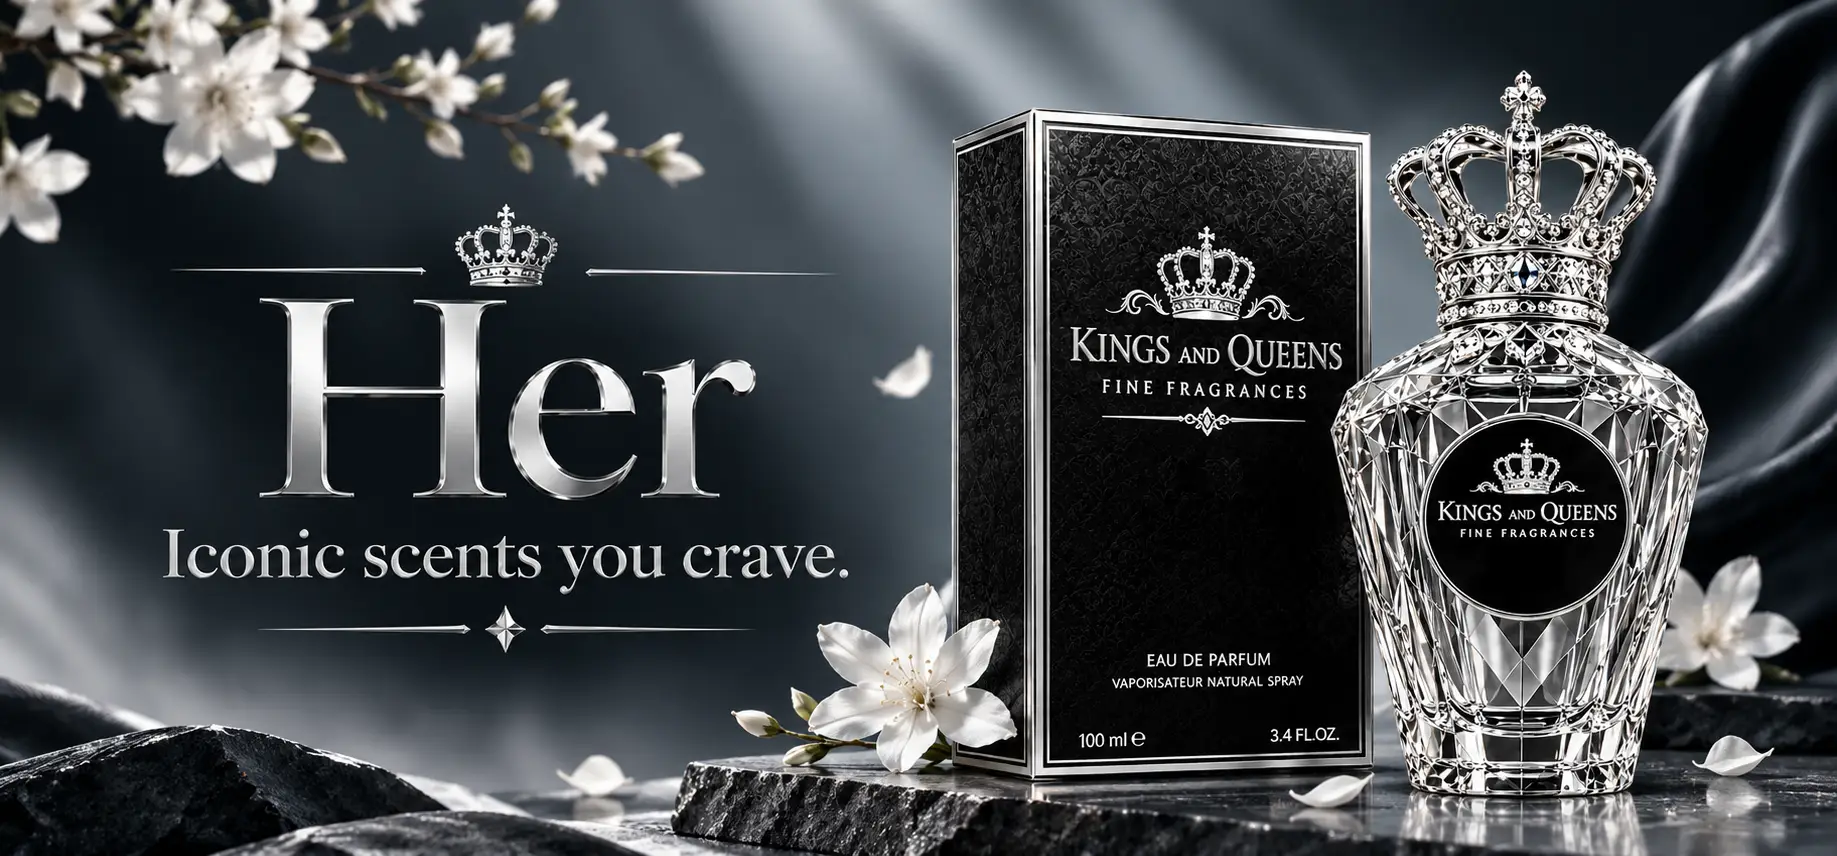 Her
Iconic scents you crave.
KINGS AND QUEENS
FINE FRAGRANCES
EAU DE PARFUM
VAPORISATEUR NATURAL SPRAY
100 ml ℮
3.4 FL.OZ.
KINGS AND QUEENS
FINE FRAGRANCES